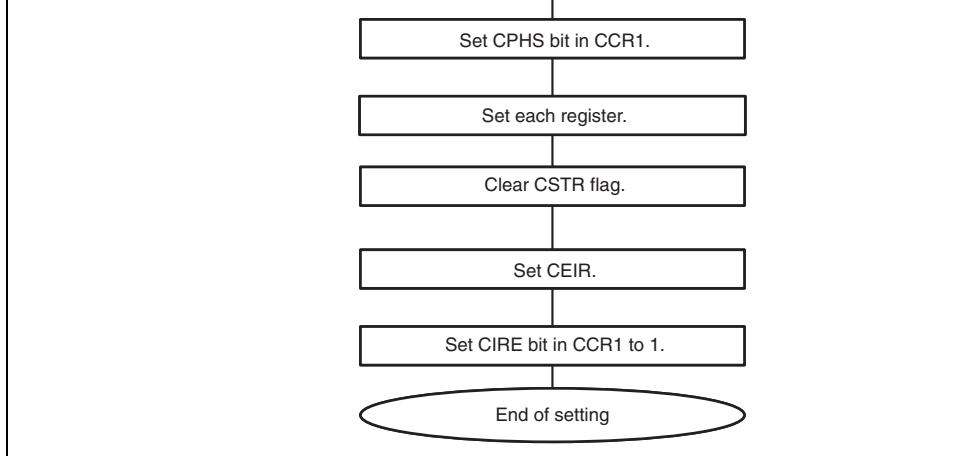 Set CPHS bit in CCR1.
Set each register.
Clear CSTR flag.
Set CEIR.
Set CIRE bit in CCR1 to 1.
End of setting